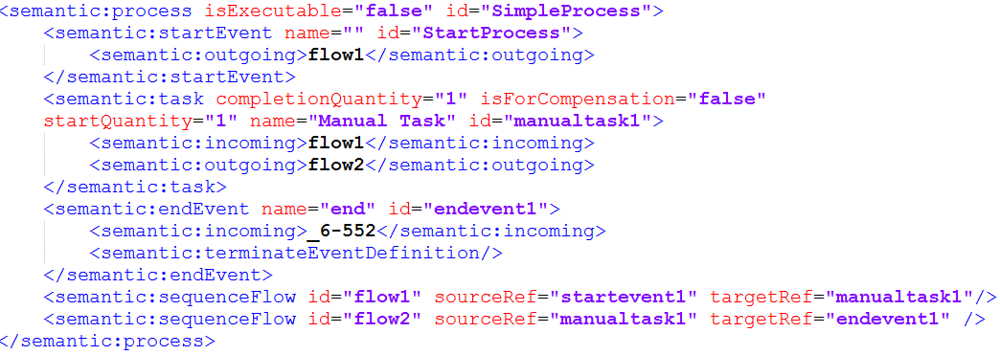 <semantic:process isExecutable="false" id="SimpleProcess">
<semantic:startEvent name="" id="StartProcess">
<semantic:outgoing>flow1</semantic:outgoing>
</semantic:startEvent>
<semantic:task completionQuantity="1" isForCompensation="false"
startQuantity="1" name="Manual Task" id="manualtask1">
<semantic:incoming>flow1</semantic:incoming>
<semantic:outgoing>flow2</semantic:outgoing>
</semantic:task>
<semantic:endEvent name="end" id="endevent1">
<semantic:incoming>_6-552</semantic:incoming>
<semantic:terminateEventDefinition/>
</semantic:endEvent>
<semantic:sequenceFlow id="flow1" sourceRef="startevent1" targetRef="manualtask1"/>
<semantic:sequenceFlow id="flow2" sourceRef="manualtask1" targetRef="endevent1" />
</semantic:process>